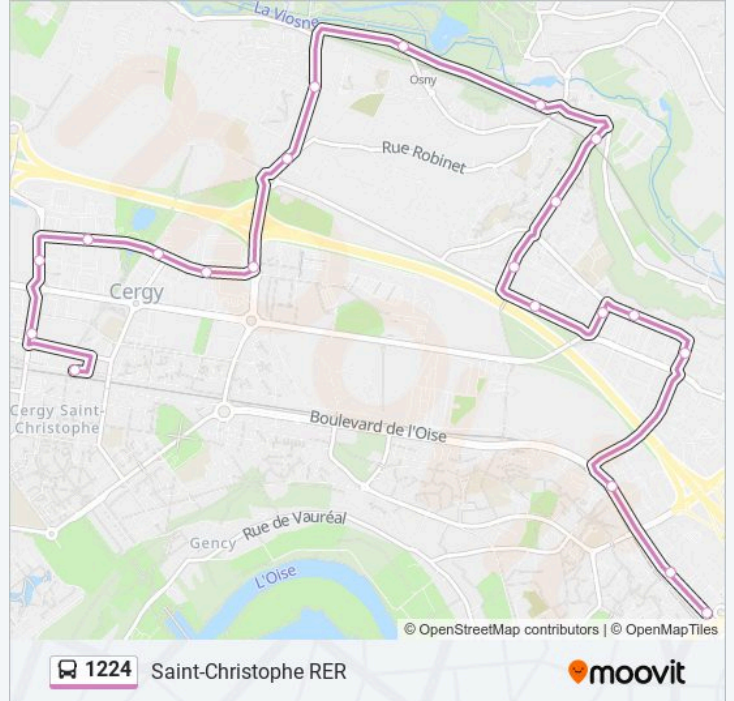 La Viosne
Osny
Rue Robinet
Cergy
Cergy Saint-
Christophe
Boulevard de l'Oise
Rue de Vauréal
Gency
L'Oise
© OpenStreetMap contributors | © OpenMapTiles
1224 Saint-Christophe RER
moovit